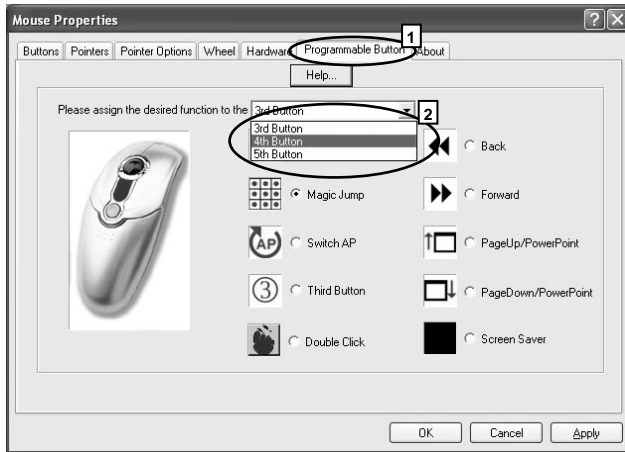 Mouse Properties
1
Buttons Pointers Pointer Options Wheel Hardware Programmable Button About
Help...
Please assign the desired function to the 3rd Button
2
3rd Button
4th Button
5th Button
Back
Magic Jump
Forward
AP
Switch AP
PageUp/PowerPoint
3
Third Button
PageDown/PowerPoint
Double Click
Screen Saver
OK Cancel Apply